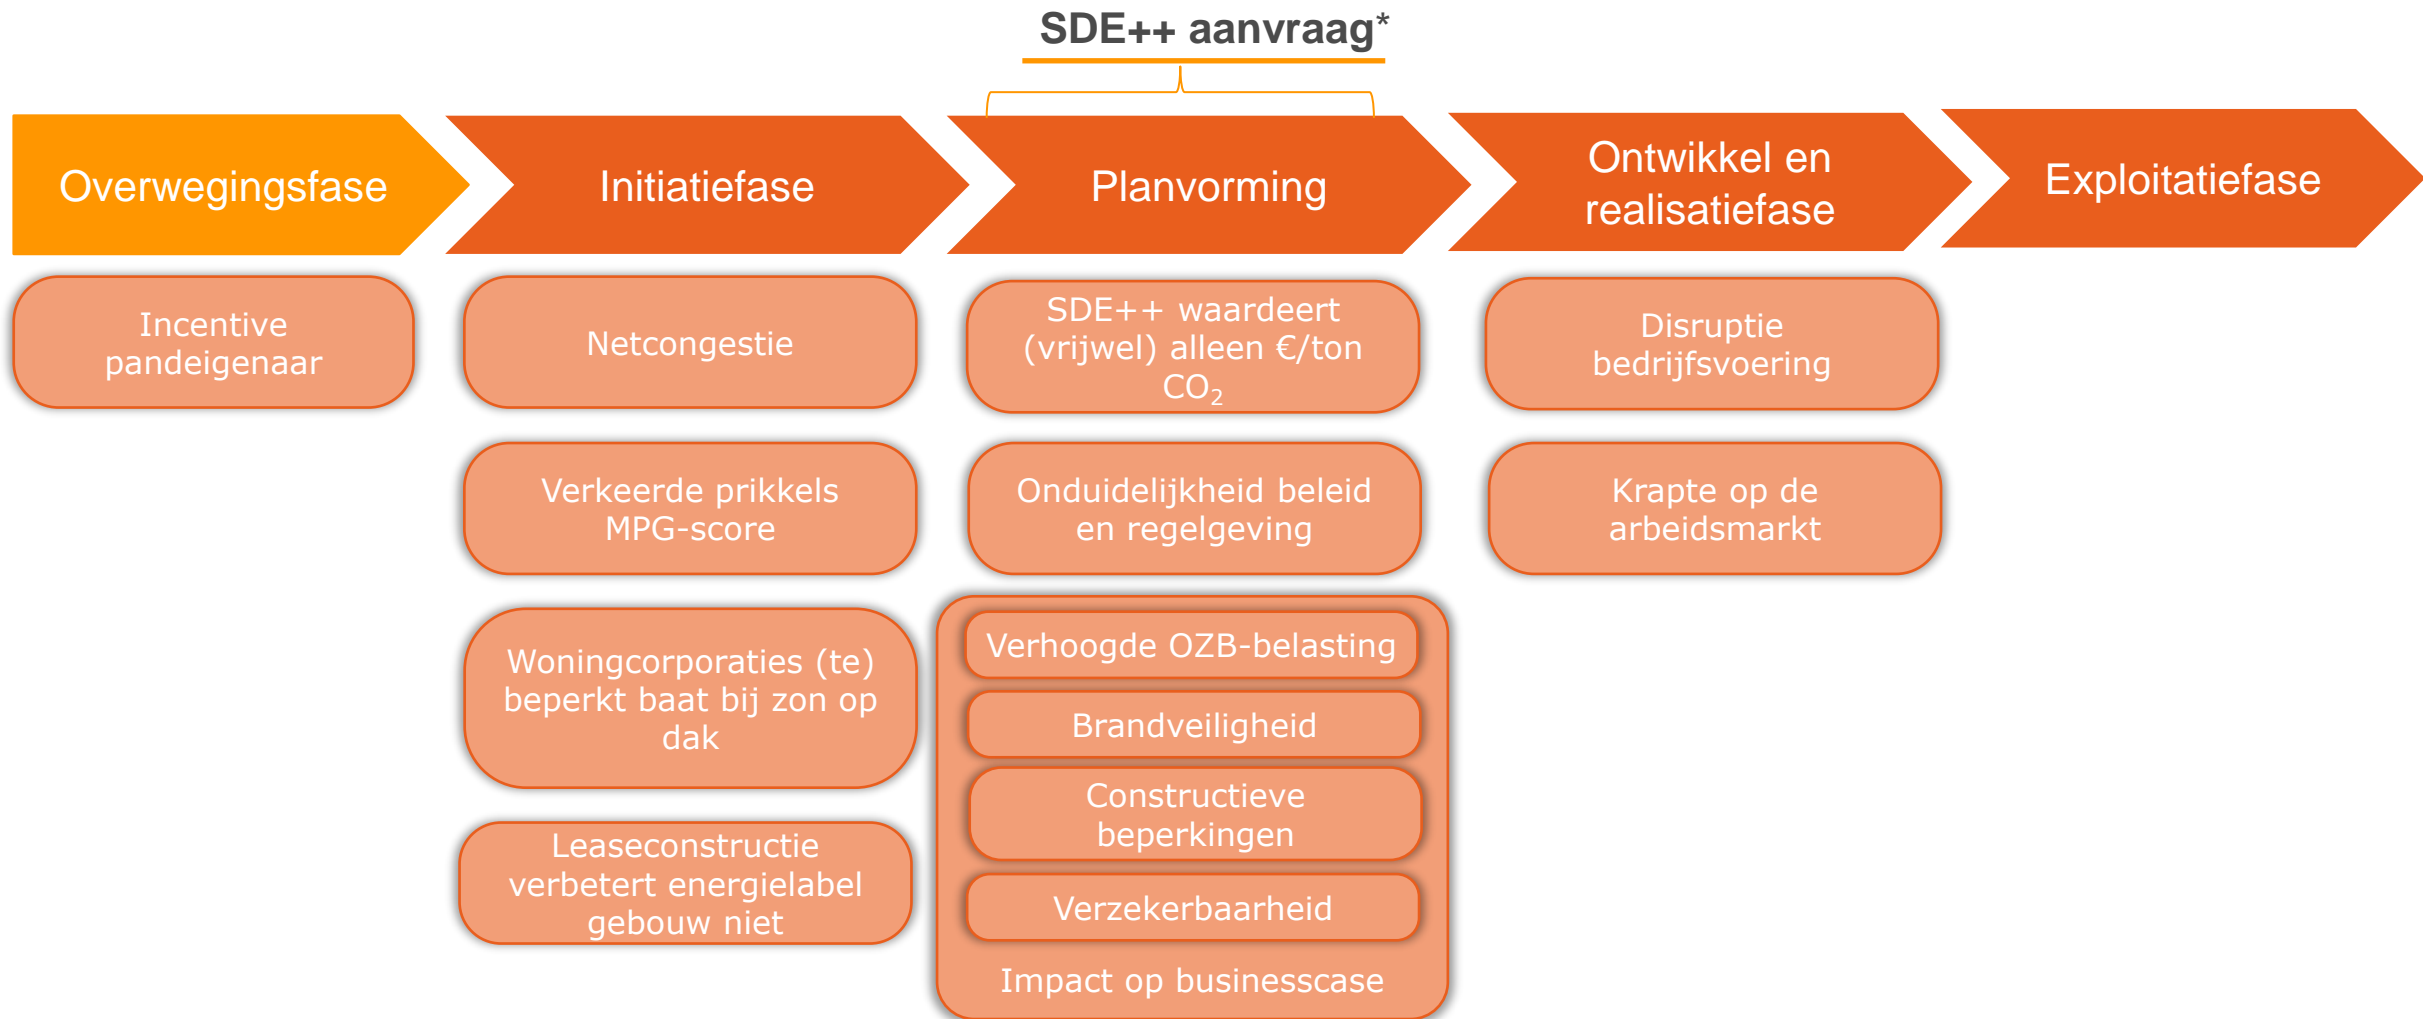 SDE++ aanvraag*
Overwegingsfase
Initiatiefase
Planvorming
Ontwikkel en
realisatiefase
Exploitatiefase
Incentive
pandeigenaar
Netcongestie
Verkeerde prikkels
MPG-score
Woningcorporaties (te)
beperkt baat bij zon op
dak
Leaseconstructie
verbetert energielabel
gebouw niet
SDE++ waardeert
(vrijwel) alleen €/ton
CO₂
Onduidelijkheid beleid
en regelgeving
Verhoogde OZB-belasting
Brandveiligheid
Constructieve
beperkingen
Verzekerbaarheid
Impact op businesscase
Disruptie
bedrijfsvoering
Krapte op de
arbeidsmarkt